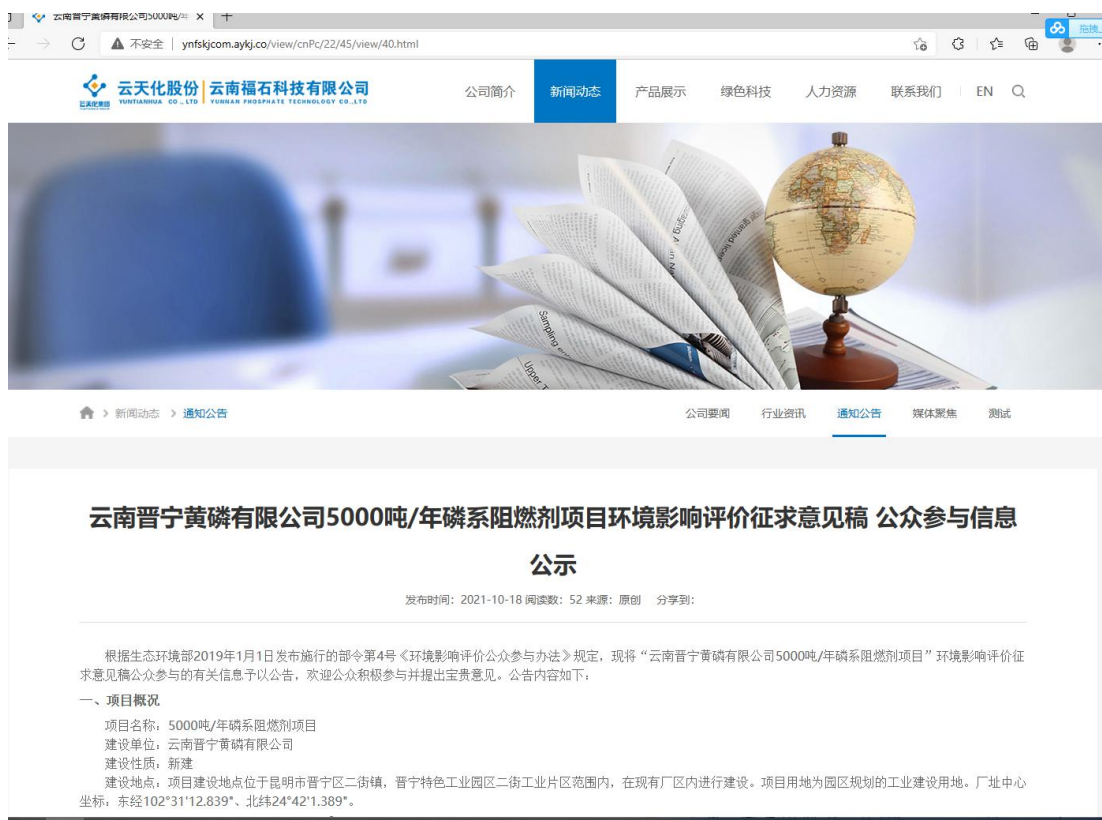 云南晋宁黄磷有限公司5000吨/年
拖拽
不安全 | ynfskjcom.aykj.co/view/cnPc/22/45/view/40.html
云天化集团
云天化股份 云南福石科技有限公司
YUNTIANHUA CO.,LTD YUNNAN PHOSPHATE TECHNOLOGY CO.,LTD
公司简介 新闻动态 产品展示 绿色科技 人力资源 联系我们 EN
Sampling
Upper
新闻动态 > 通知公告
公司要闻 行业资讯 通知公告 媒体聚焦 测试
云南晋宁黄磷有限公司5000吨/年磷系阻燃剂项目环境影响评价征求意见稿 公众参与信息
公示
发布时间：2021-10-18 阅读数：52 来源：原创 分享到：
根据生态环境部2019年1月1日发布施行的部令第4号《环境影响评价公众参与办法》规定，现将“云南晋宁黄磷有限公司5000吨/年磷系阻燃剂项目”环境影响评价征
求意见稿公众参与的有关信息予以公告，欢迎公众积极参与并提出宝贵意见。公告内容如下：
一、项目概况
项目名称：5000吨/年磷系阻燃剂项目
建设单位：云南晋宁黄磷有限公司
建设性质：新建
建设地点：项目建设地点位于昆明市晋宁区二街镇，晋宁特色工业园区二街工业片区范围内，在现有厂区内进行建设。项目用地为园区规划的工业建设用地。厂址中心
坐标：东经102°31'12.839"、北纬24°42'1.389"。